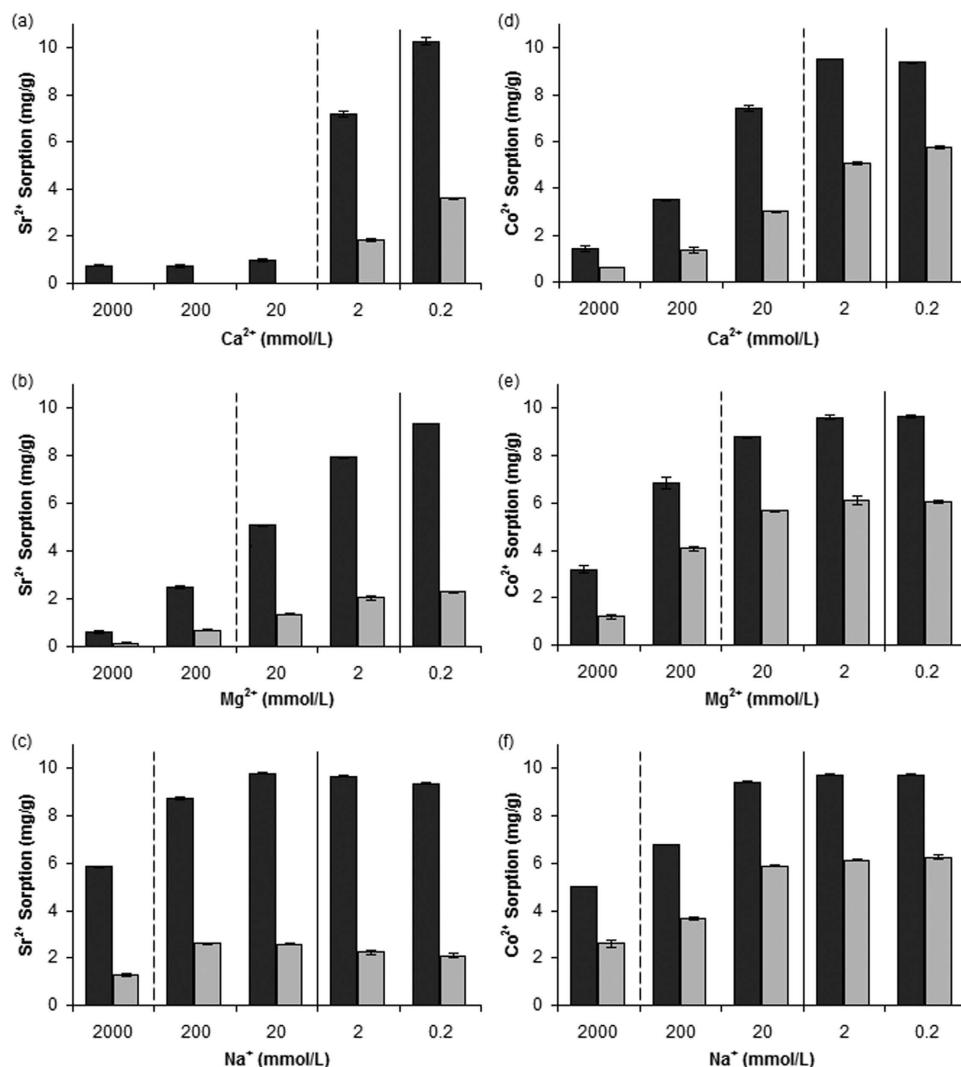 (a)
Sr²⁺ Sorption (mg/g)
10
8
6
4
2
0
2000 200 20 2 0.2
Ca²⁺ (mmol/L)
(d)
Co²⁺ Sorption (mg/g)
10
8
6
4
2
0
2000 200 20 2 0.2
Ca²⁺ (mmol/L)
(b)
Sr²⁺ Sorption (mg/g)
10
8
6
4
2
0
2000 200 20 2 0.2
Mg²⁺ (mmol/L)
(e)
Co²⁺ Sorption (mg/g)
10
8
6
4
2
0
2000 200 20 2 0.2
Mg²⁺ (mmol/L)
(c)
Sr²⁺ Sorption (mg/g)
10
8
6
4
2
0
2000 200 20 2 0.2
Na⁺ (mmol/L)
(f)
Co²⁺ Sorption (mg/g)
10
8
6
4
2
0
2000 200 20 2 0.2
Na⁺ (mmol/L)